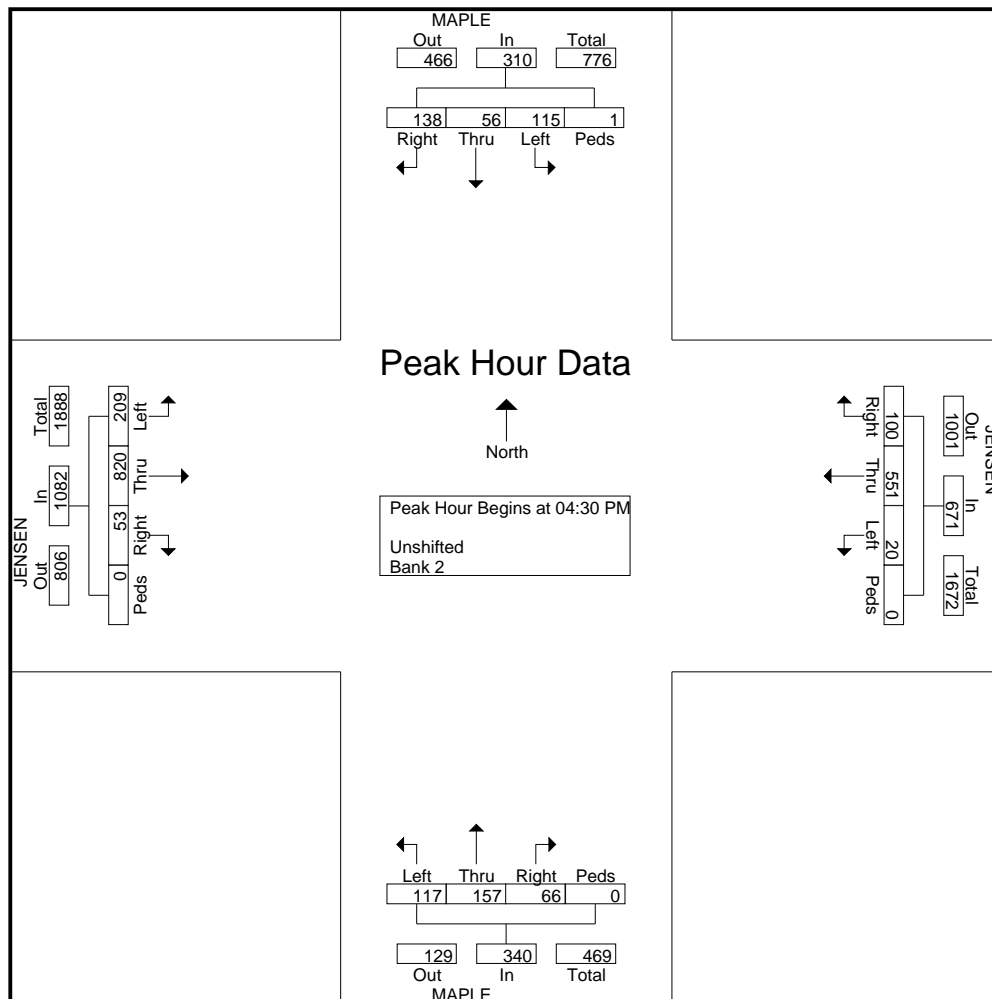 MAPLE
Out In Total
466 310 776
138 56 115 1
Right Thru Left Peds
Peak Hour Data
North
Peak Hour Begins at 04:30 PM
Unshifted
Bank 2
JENSEN
Total In Out
1888 1082 806
209 820 53 0
Left Thru Right Peds
JENSEN
Out In Total
1001 671 1672
100 551 20 0
Right Thru Left Peds
Left Thru Right Peds
117 157 66 0
129 340 469
Out In Total
MAPLE